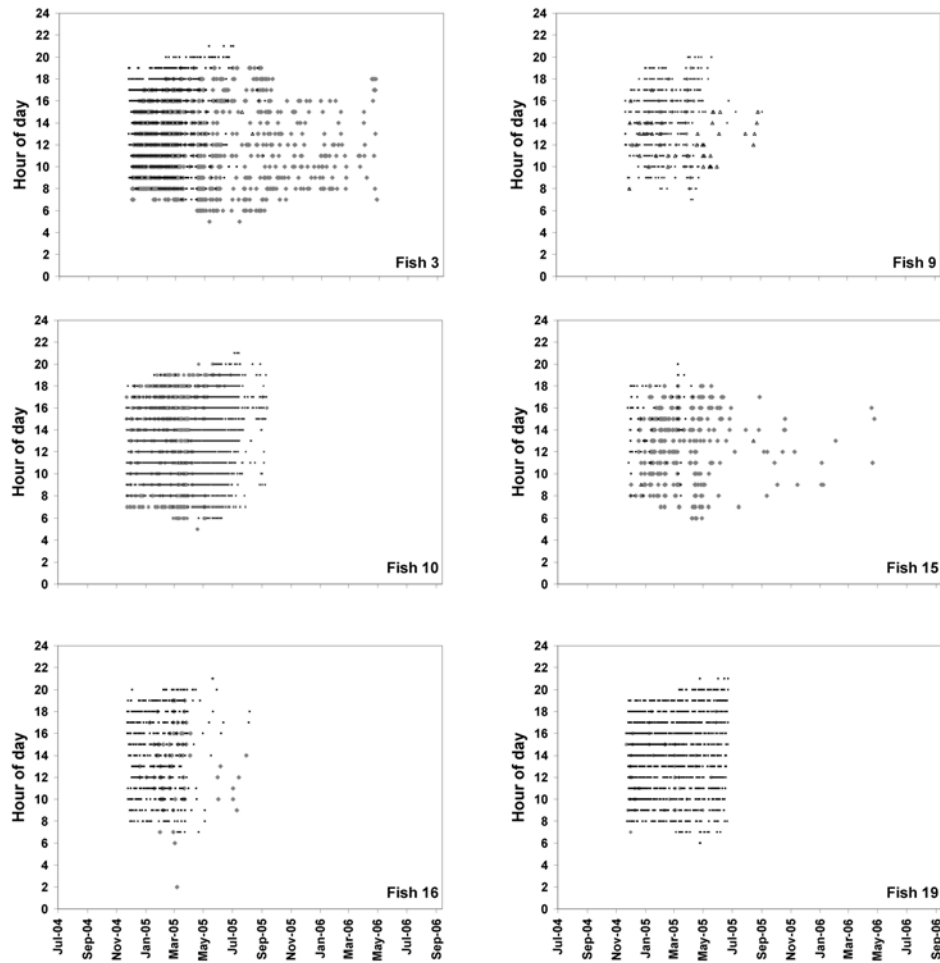 24
22
20
18
16
14
12
10
8
6
4
2
0
Hour of day
Fish 3
24
22
20
18
16
14
12
10
8
6
4
2
0
Hour of day
Fish 9
24
22
20
18
16
14
12
10
8
6
4
2
0
Hour of day
Fish 10
24
22
20
18
16
14
12
10
8
6
4
2
0
Hour of day
Fish 15
24
22
20
18
16
14
12
10
8
6
4
2
0
Hour of day
Fish 16
Jul-04
Sep-04
Nov-04
Jan-05
Mar-05
May-05
Jul-05
Sep-05
Nov-05
Jan-06
Mar-06
May-06
Jul-06
Sep-06
24
22
20
18
16
14
12
10
8
6
4
2
0
Hour of day
Fish 19
Jul-04
Sep-04
Nov-04
Jan-05
Mar-05
May-05
Jul-05
Sep-05
Nov-05
Jan-06
Mar-06
May-06
Jul-06
Sep-06